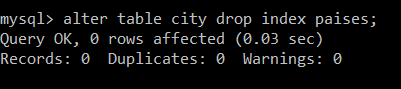 mysql> alter table city drop index paises;
Query OK, 0 rows affected (0.03 sec)
Records: 0  Duplicates: 0  Warnings: 0